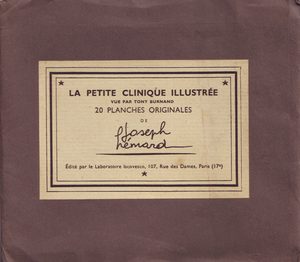 LA PETITE CLINIQUE ILLUSTRÉE
VUE PAR TONY BURNAND
20 PLANCHES ORIGINALES
DE
Joseph
Hémard
Édité par le Laboratoire Iscovesco, 107, Rue des Dames, Paris (17e)